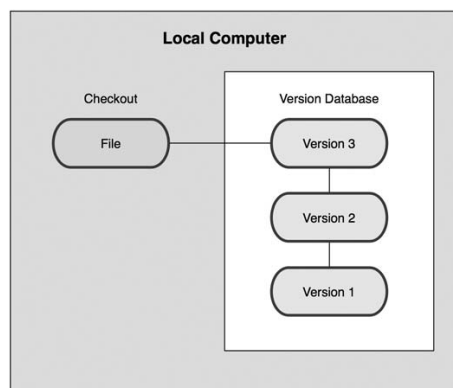 Local Computer
Checkout
Version Database
File
Version 3
Version 2
Version 1